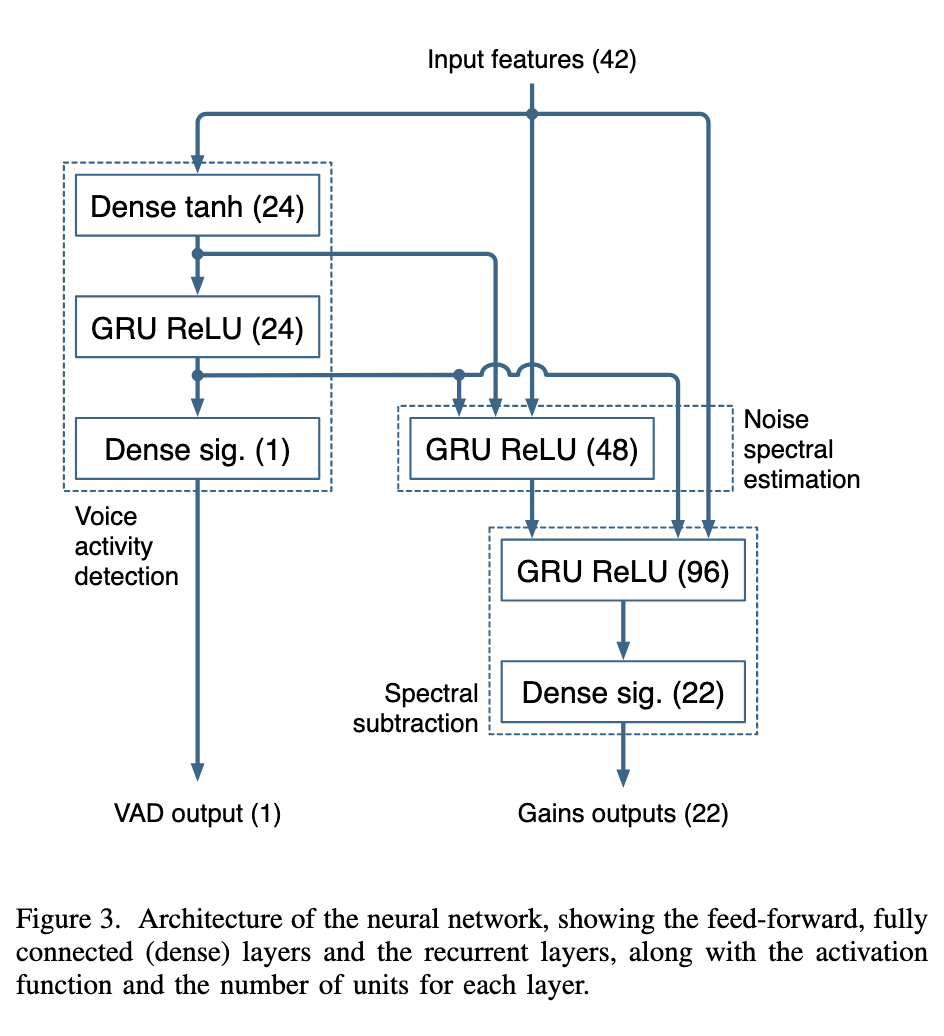 Input features (42)
Dense tanh (24)
GRU ReLU (24)
Dense sig. (1)
Voice
activity
detection
GRU ReLU (48)
Noise
spectral
estimation
GRU ReLU (96)
Dense sig. (22)
Spectral
subtraction
VAD output (1)
Gains outputs (22)
Figure 3. Architecture of the neural network, showing the feed-forward, fully
connected (dense) layers and the recurrent layers, along with the activation
function and the number of units for each layer.